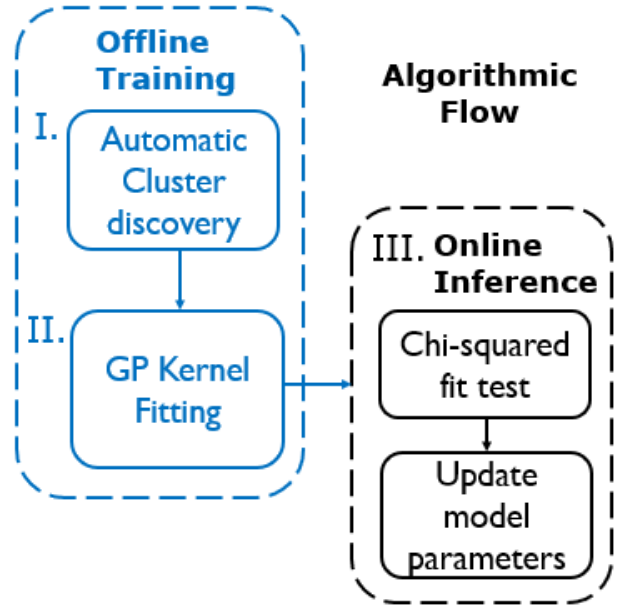 Offline
Training
Algorithmic
Flow
I.
Automatic
Cluster
discovery
II.
GP Kernel
Fitting
III. Online
Inference
Chi-squared
fit test
Update
model
parameters